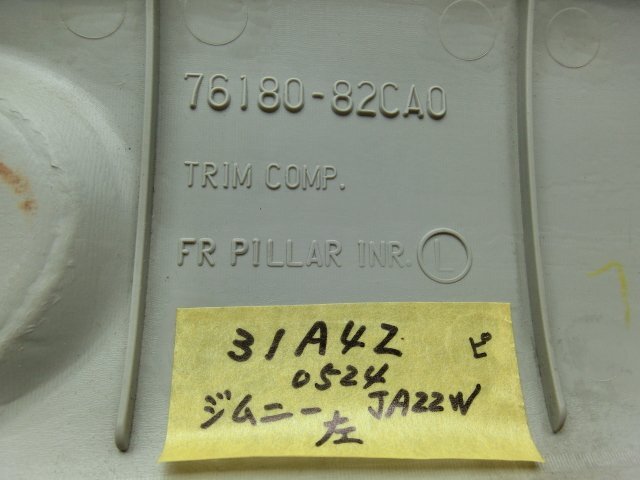 76180-82CA0
TRIM COMP.
FR PILLAR INR. L
31A4Z ピ
0524
ジムニー JA22W
左